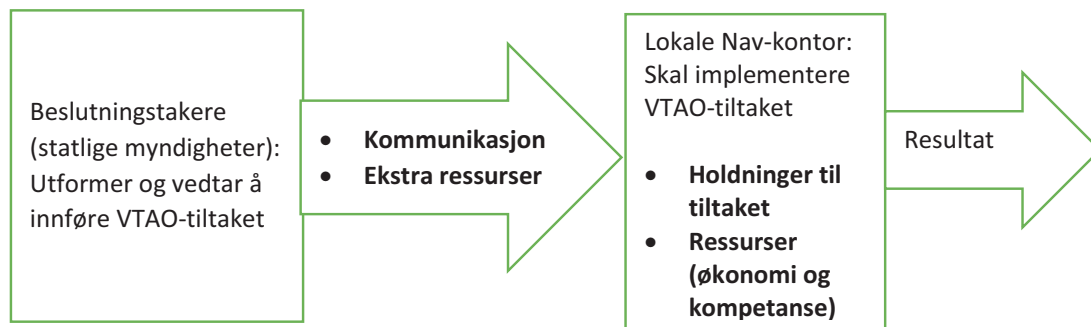 Beslutningstakere
(statlige myndigheter):
Utformer og vedtar å
innføre VTAO-tiltaket
• Kommunikasjon
• Ekstra ressurser
Lokale Nav-kontor:
Skal implementere
VTAO-tiltaket
• Holdninger til
tiltaket
• Ressurser
(økonomi og
kompetanse)
Resultat